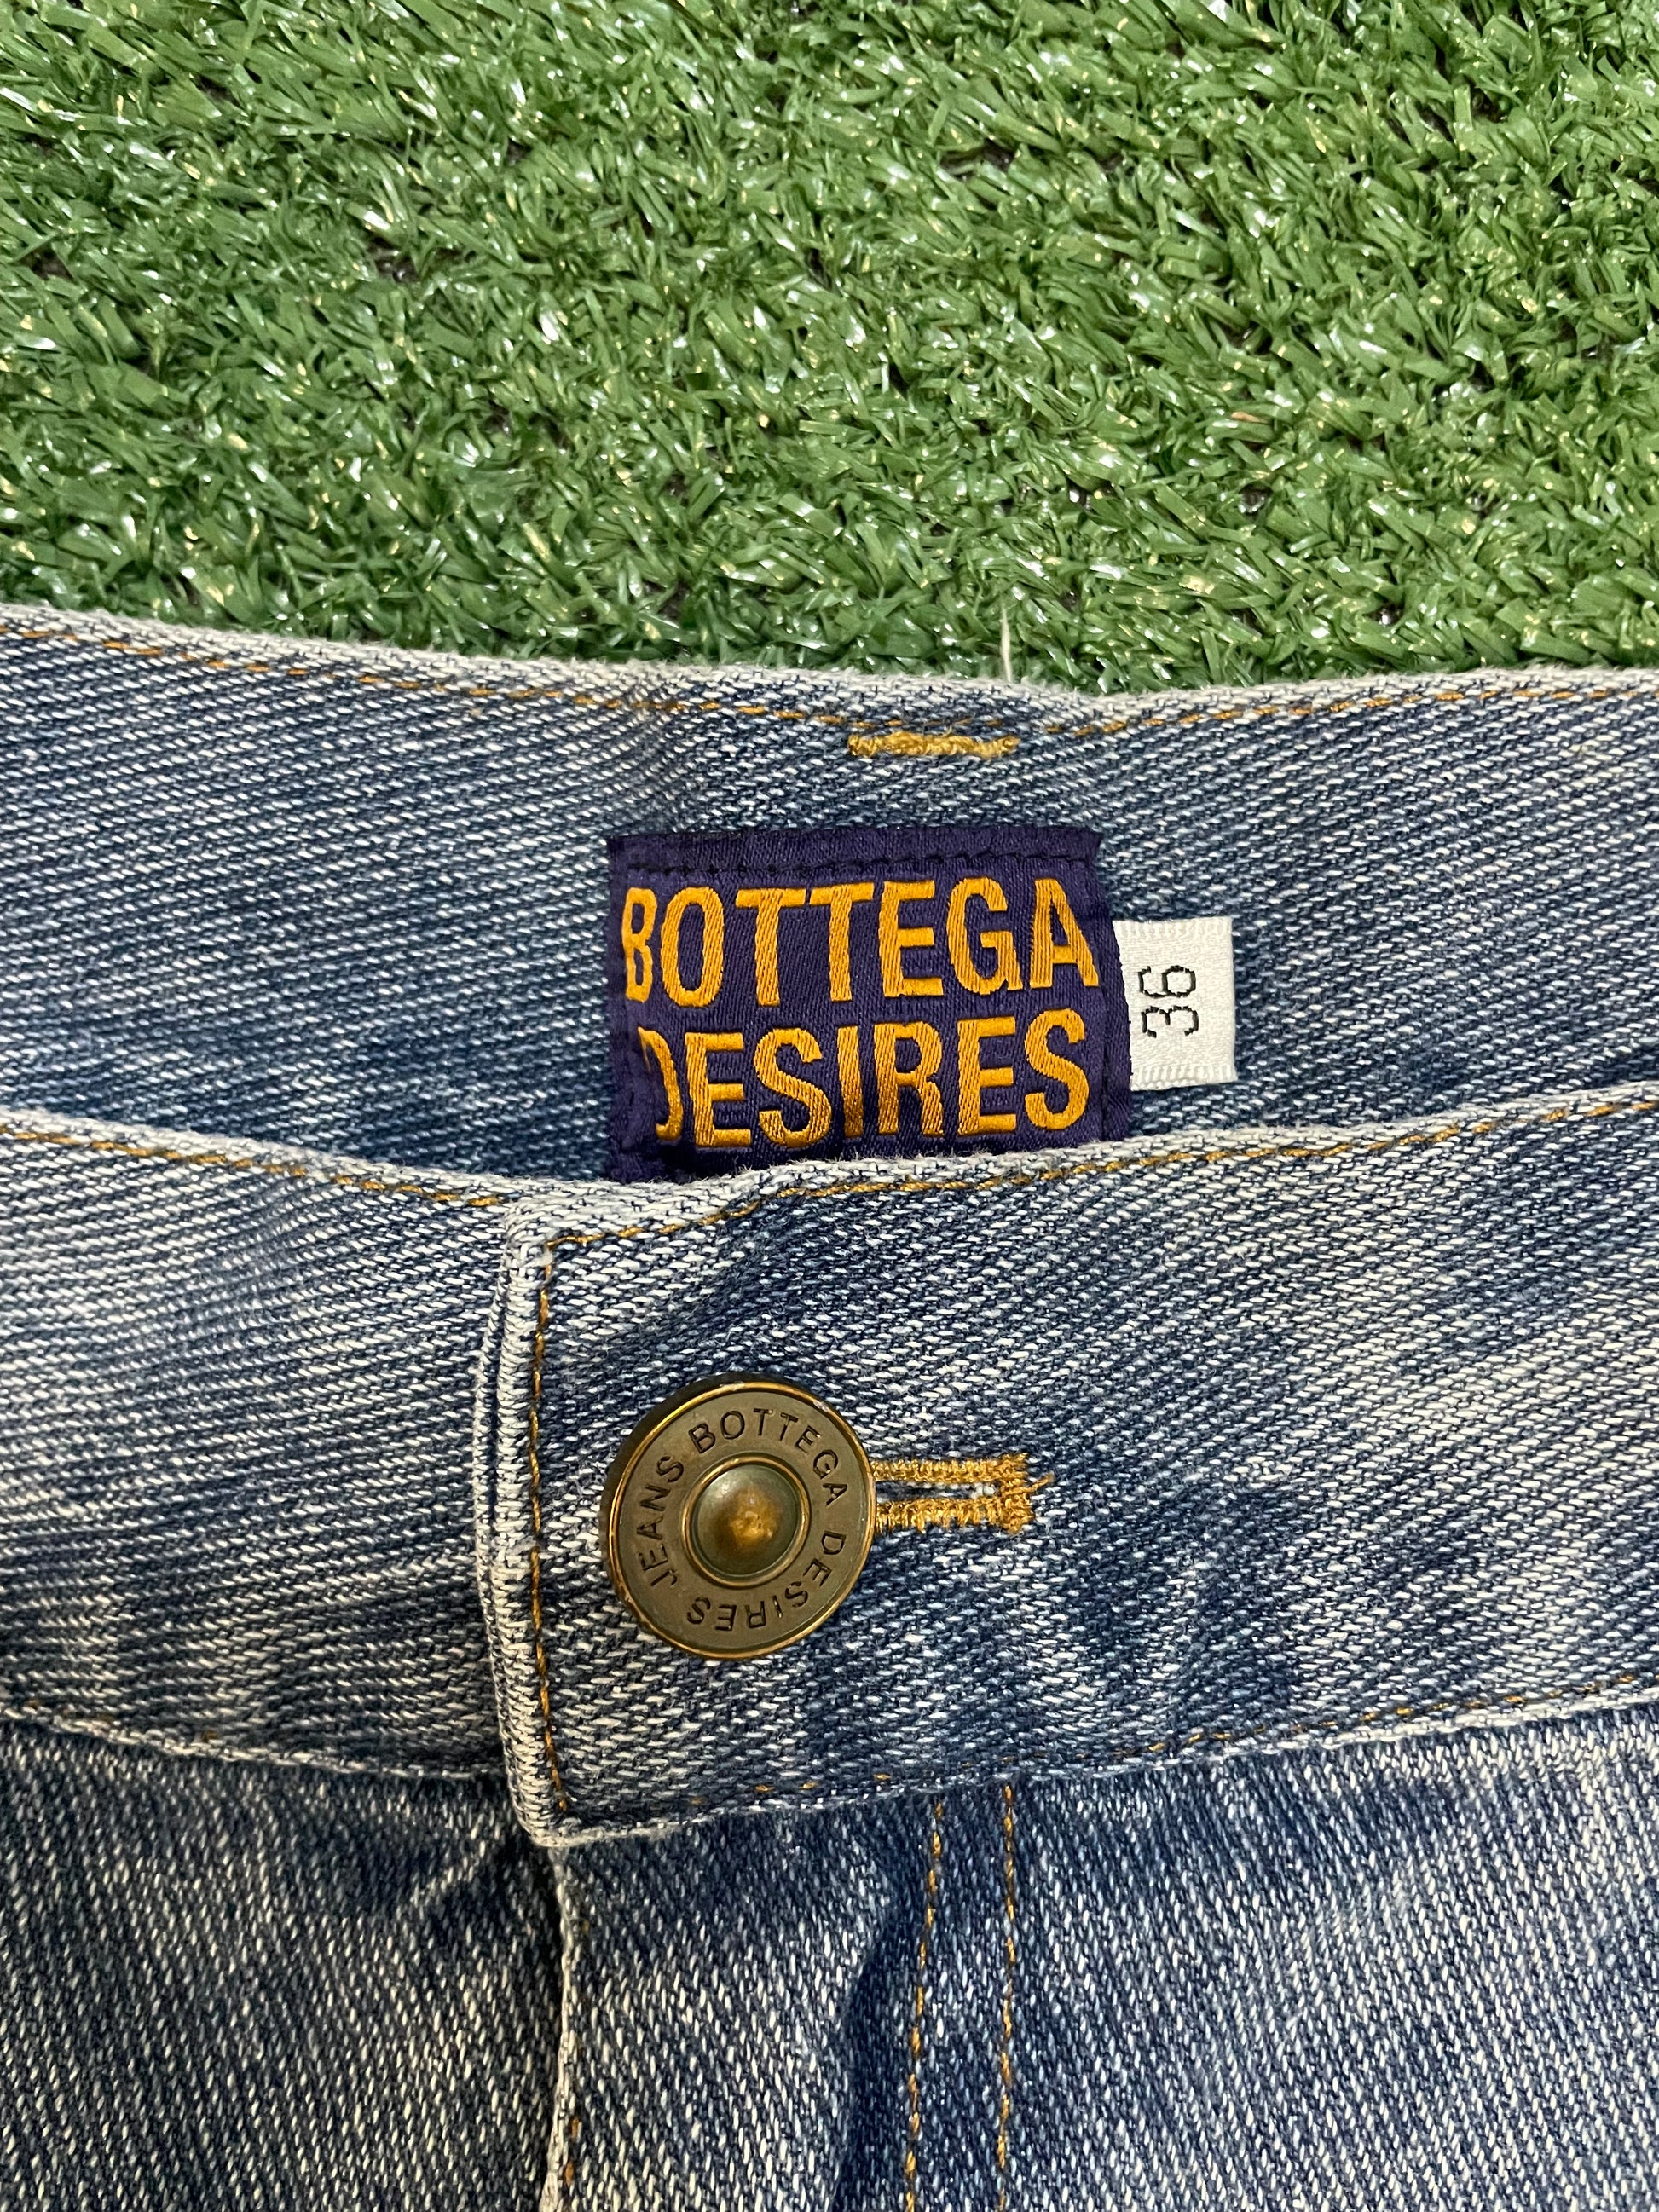 BOTTEGA
DESIRES
36
BOTTEGA DESIRES JEANS